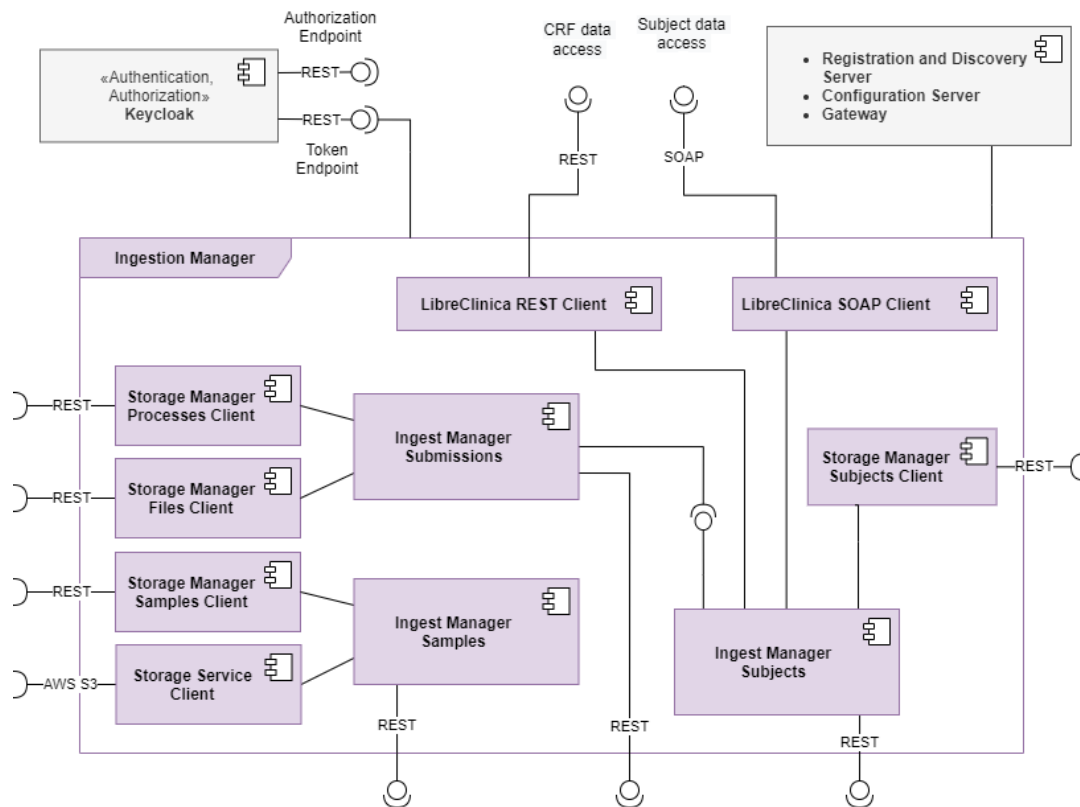 Authorization
Endpoint
CRF data
access
Subject data
access
«Authentication,
Authorization»
Keycloak
REST
REST
Token
Endpoint
REST
SOAP
• Registration and Discovery
Server
• Configuration Server
• Gateway
Ingestion Manager
LibreClinica REST Client
LibreClinica SOAP Client
REST
Storage Manager
Processes Client
Ingest Manager
Submissions
REST
Storage Manager
Files Client
Storage Manager
Subjects Client
REST
REST
Storage Manager
Samples Client
Ingest Manager
Samples
AWS S3
Storage Service
Client
Ingest Manager
Subjects
REST
REST
REST